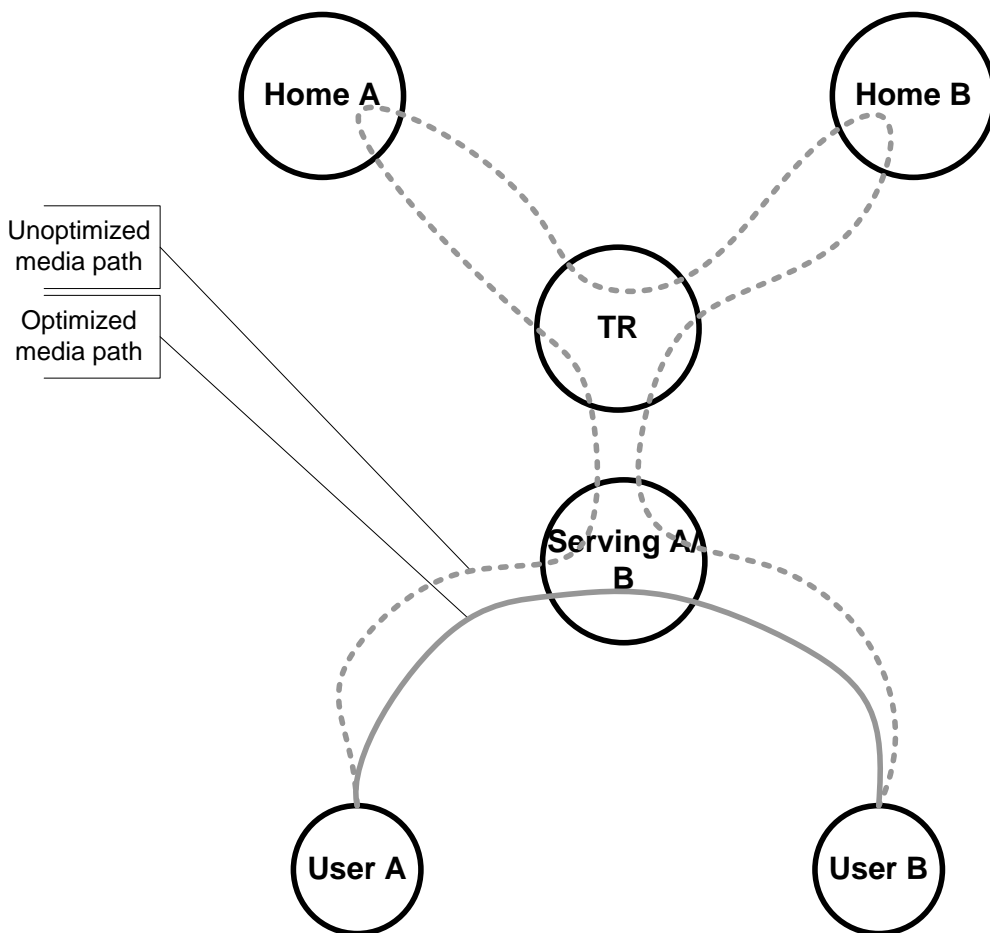 Home A
Home B
Unoptimized
media path
Optimized
media path
TR
Serving A/
B
User A
User B